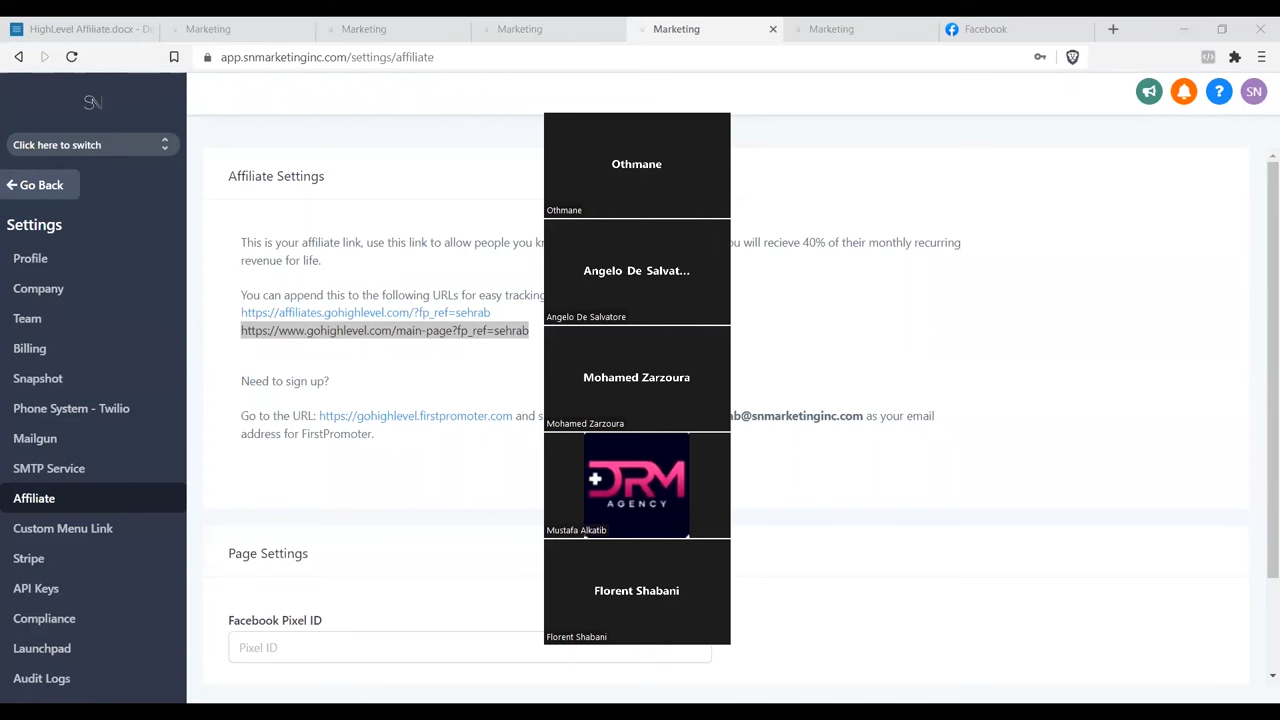 HighLevel Affiliate.docx - Do
Marketing
Marketing
Marketing
Marketing
Marketing
Facebook
app.snmarketinginc.com/settings/affiliate
SN
SN
Click here to switch
Go Back
Settings
Profile
Company
Team
Billing
Snapshot
Phone System - Twilio
Mailgun
SMTP Service
Affiliate
Custom Menu Link
Stripe
API Keys
Compliance
Launchpad
Audit Logs
Affiliate Settings
This is your affiliate link, use this link to allow people you will recieve 40% of their monthly recurring
revenue for life.
You can append this to the following URLs for easy tracking
https://affiliates.gohighlevel.com/?fp_ref=sehrab
https://www.gohighlevel.com/main-page?fp_ref=sehrab
Need to sign up?
Go to the URL: https://gohighlevel.firstpromoter.com and s ab@snmarketinginc.com as your email
address for FirstPromoter.
Page Settings
Facebook Pixel ID
Pixel ID
Othmane
Othmane
Angelo De Salvat...
Angelo De Salvatore
Mohamed Zarzoura
Mohamed Zarzoura
DRM
AGENCY
Mustafa Alkatib
Florent Shabani
Florent Shabani